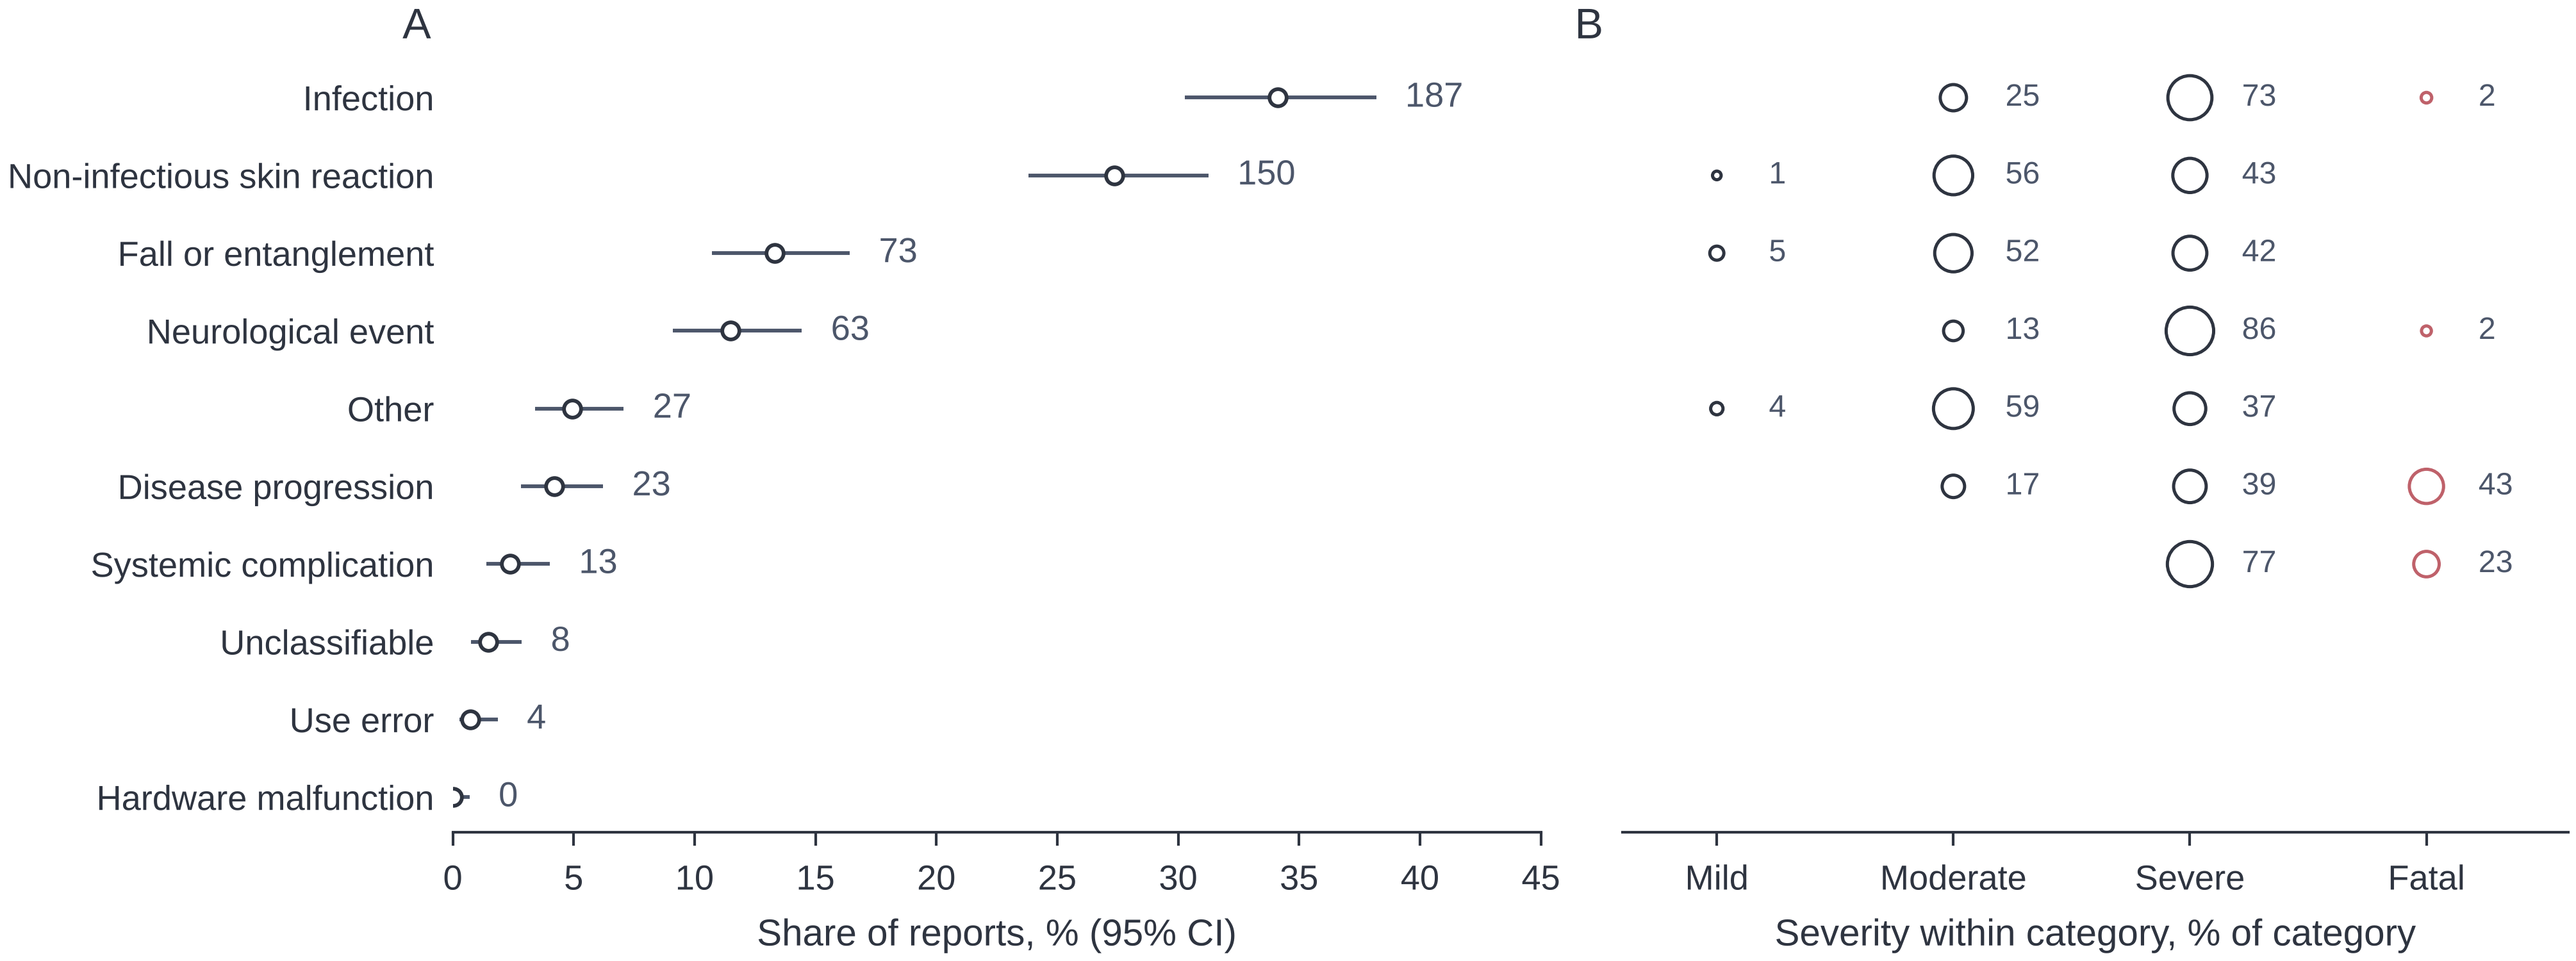 A B
Infection 187 25 73 2
Non-infectious skin reaction 150 1 56 43
Fall or entanglement 73 5 52 42
Neurological event 63 13 86 2
Other 27 4 59 37
Disease progression 23 17 39 43
Systemic complication 13 77 23
Unclassifiable 8
Use error 4
Hardware malfunction 0
0 5 10 15 20 25 30 35 40 45 Mild Moderate Severe Fatal
Share of reports, % (95% CI) Severity within category, % of category